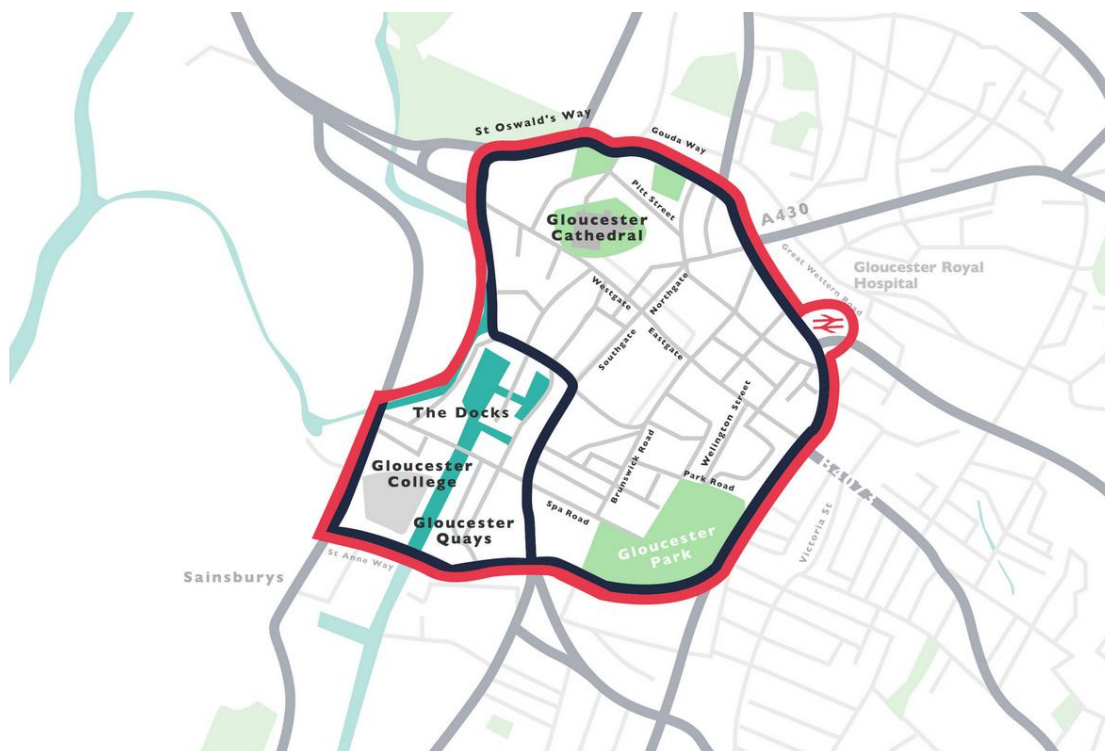 St Oswald's Way
Gouda Way
Pitt Street
A430
Gloucester
Cathedral
Great Western Road
Gloucester Royal
Hospital
Westgate
Northgate
Southgate
Eastgate
Wellington Street
The Docks
Gloucester
College
Brunswick Road
Park Road
B4073
Gloucester
Quays
Spa Road
Gloucester
Park
Victoria St
St Anne Way
Sainsburys